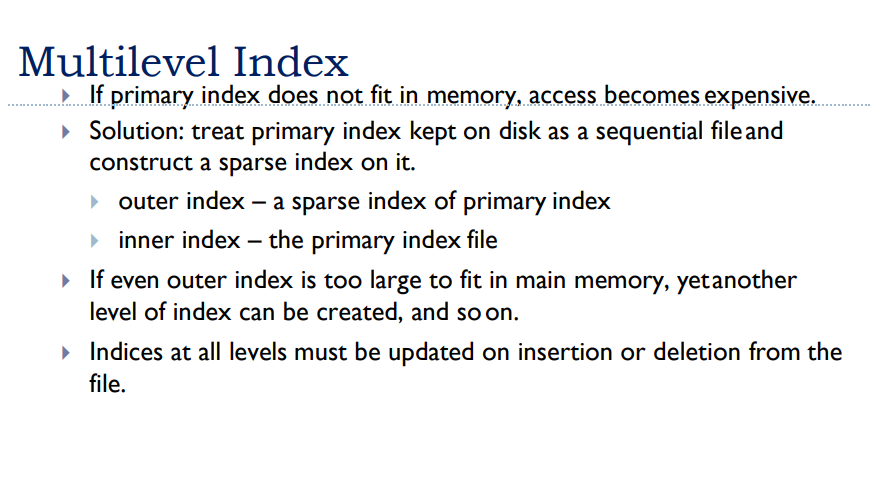 Multilevel Index
If primary index does not fit in memory, access becomes expensive.
Solution: treat primary index kept on disk as a sequential file and
construct a sparse index on it.
outer index – a sparse index of primary index
inner index – the primary index file
If even outer index is too large to fit in main memory, yet another
level of index can be created, and so on.
Indices at all levels must be updated on insertion or deletion from the
file.